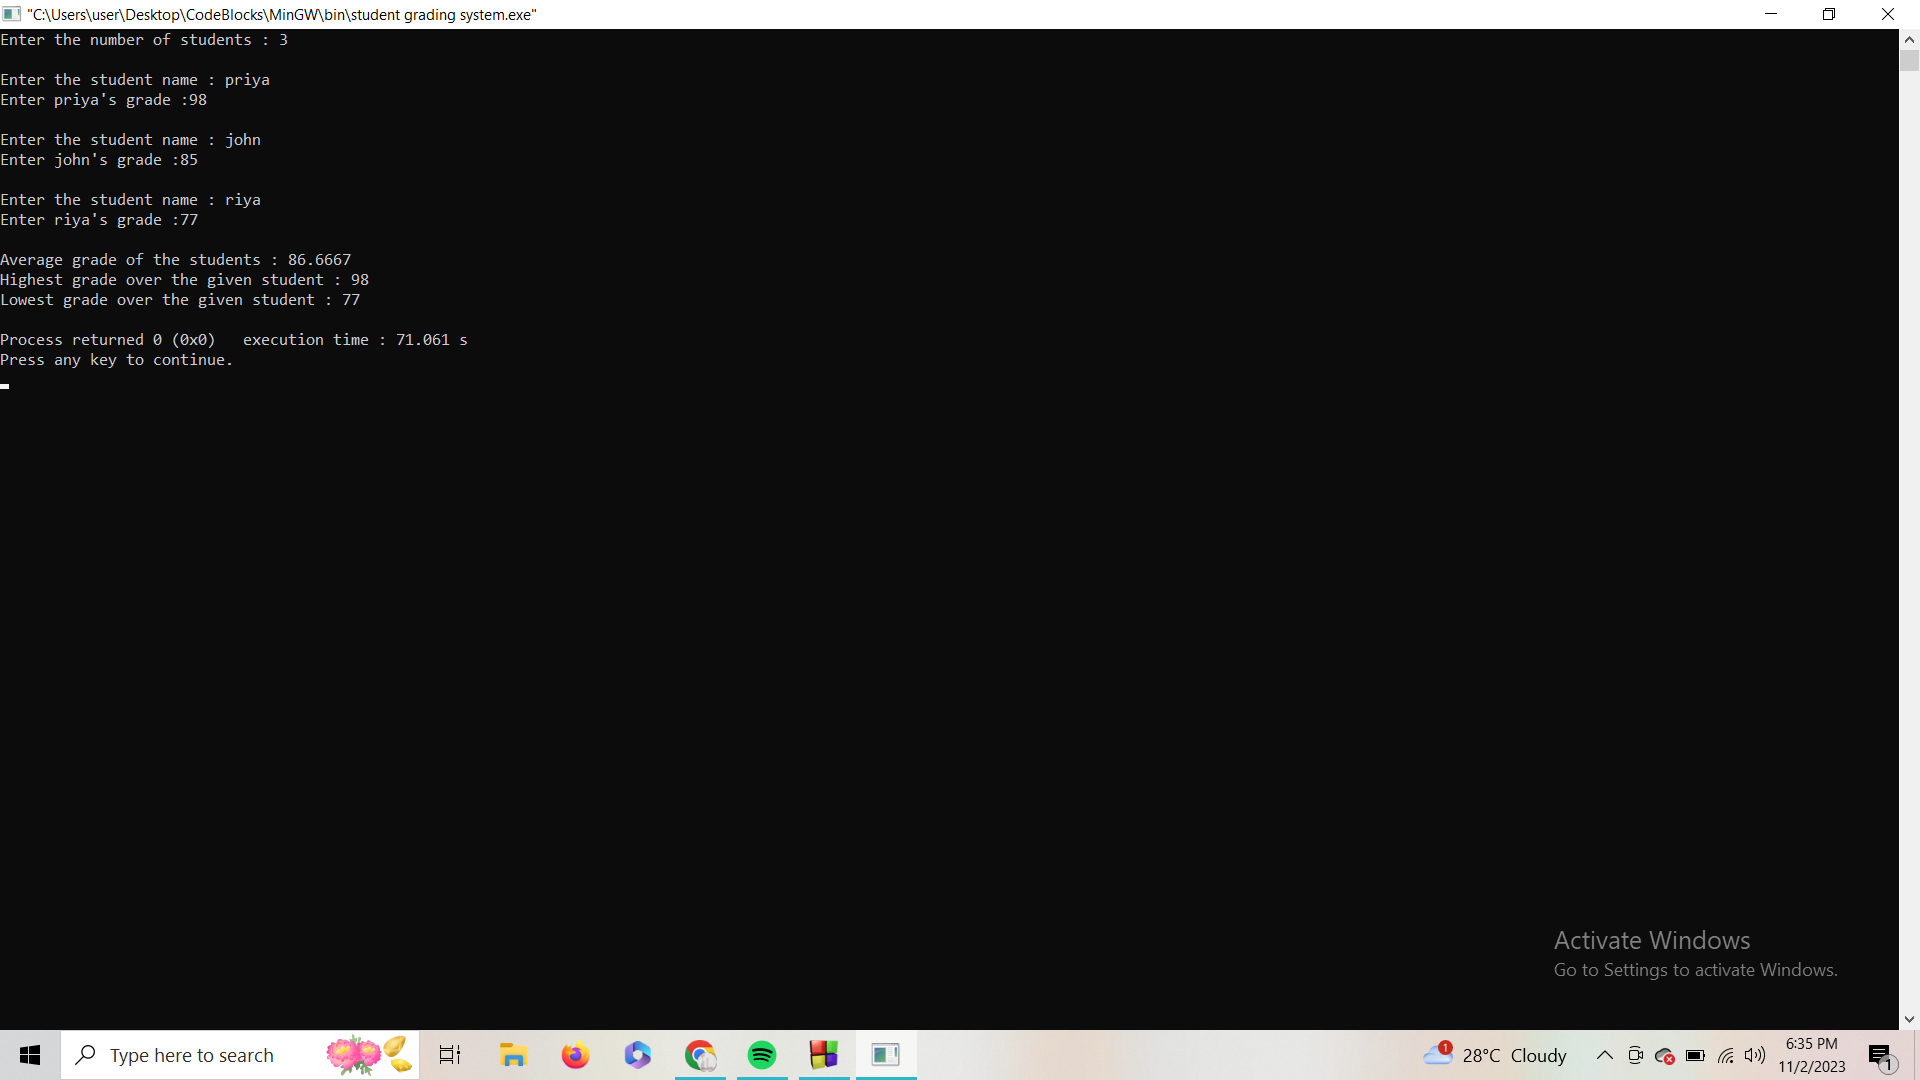 "C:\Users\user\Desktop\CodeBlocks\MinGW\bin\student grading system.exe"
Enter the number of students : 3
Enter the student name : priya
Enter priya's grade :98
Enter the student name : john
Enter john's grade :85
Enter the student name : riya
Enter riya's grade :77
Average grade of the students : 86.6667
Highest grade over the given student : 98
Lowest grade over the given student : 77
Process returned 0 (0x0)   execution time : 71.061 s
Press any key to continue.
Activate Windows
Go to Settings to activate Windows.
Type here to search
1
28°C Cloudy
6:35 PM
11/2/2023
1